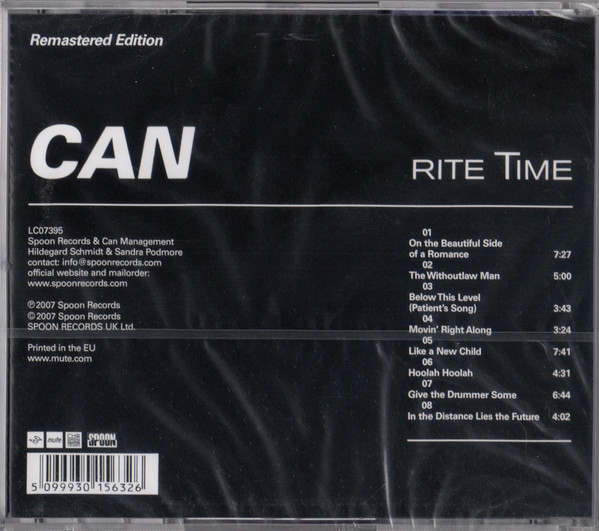 Remastered Edition
CAN
RITE TIME
LC07395
Spoon Records & Can Management
Hildegard Schmidt & Sandra Podmore
contact: info@spoonrecords.com
official website and mailorder:
www.spoonrecords.com
℗2007 Spoon Records
©2007 Spoon Records
SPOON RECORDS UK Ltd.
Printed in the EU
www.mute.com
01
On the Beautiful Side
of a Romance 7:27
02
The Withoutlaw Man 5:00
03
Below This Level
(Patient's Song) 3:43
04
Movin' Right Along 3:24
05
Like a New Child 7:41
06
Hoolah Hoolah 4:31
07
Give the Drummer Some 6:44
08
In the Distance Lies the Future 4:02
mute SPOON
5 099930 156326